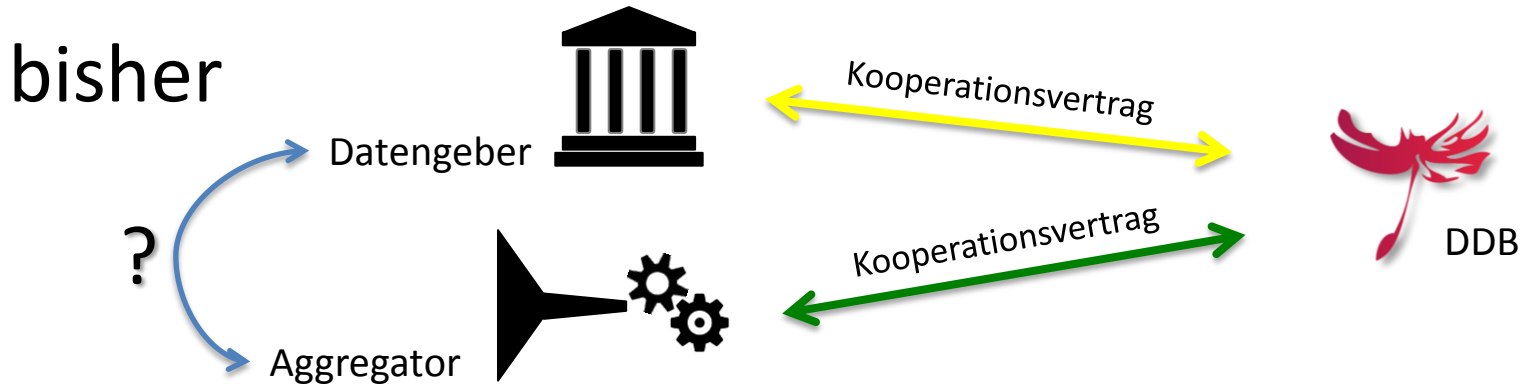 bisher
Kooperationsvertrag
Datengeber
?
Kooperationsvertrag
DDB
Aggregator